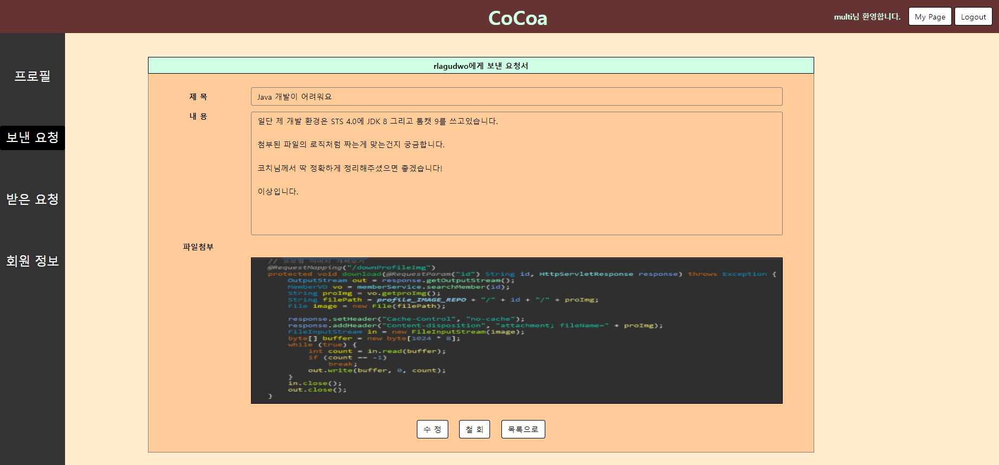 CoCoa
multi님 환영합니다.
My Page
Logout
프로필
보낸 요청
받은 요청
회원 정보
rlagudwo에게 보낸 요청서
제 목
Java 개발이 어려워요
내 용
일단 제 개발 환경은 STS 4.0에 JDK 8 그리고 톰캣 9를 쓰고있습니다.
첨부된 파일의 로직처럼 짜는게 맞는건지 궁금합니다.
코치님께서 딱 정확하게 정리해주셨으면 좋겠습니다!
이상입니다.
파일첨부
// 프로필 이미지 가져오기
@RequestMapping("/downProfileImg")
protected void download(@RequestParam("id") String id, HttpServletResponse response) throws Exception {
OutputStream out = response.getOutputStream();
MemberVO vo = memberService.searchMember(id);
String proImg = vo.getproImg();
String filePath = profile_IMAGE_REPO + "/" + id + "/" + proImg;
File image = new File(filePath);
response.setHeader("Cache-Control", "no-cache");
response.addHeader("Content-disposition", "attachment; fileName=" + proImg);
FileInputStream in = new FileInputStream(image);
byte[] buffer = new byte[1024 * 8];
while (true) {
int count = in.read(buffer);
if (count == -1)
break;
out.write(buffer, 0, count);
}
in.close();
out.close();
}
수 정
철 회
목록으로